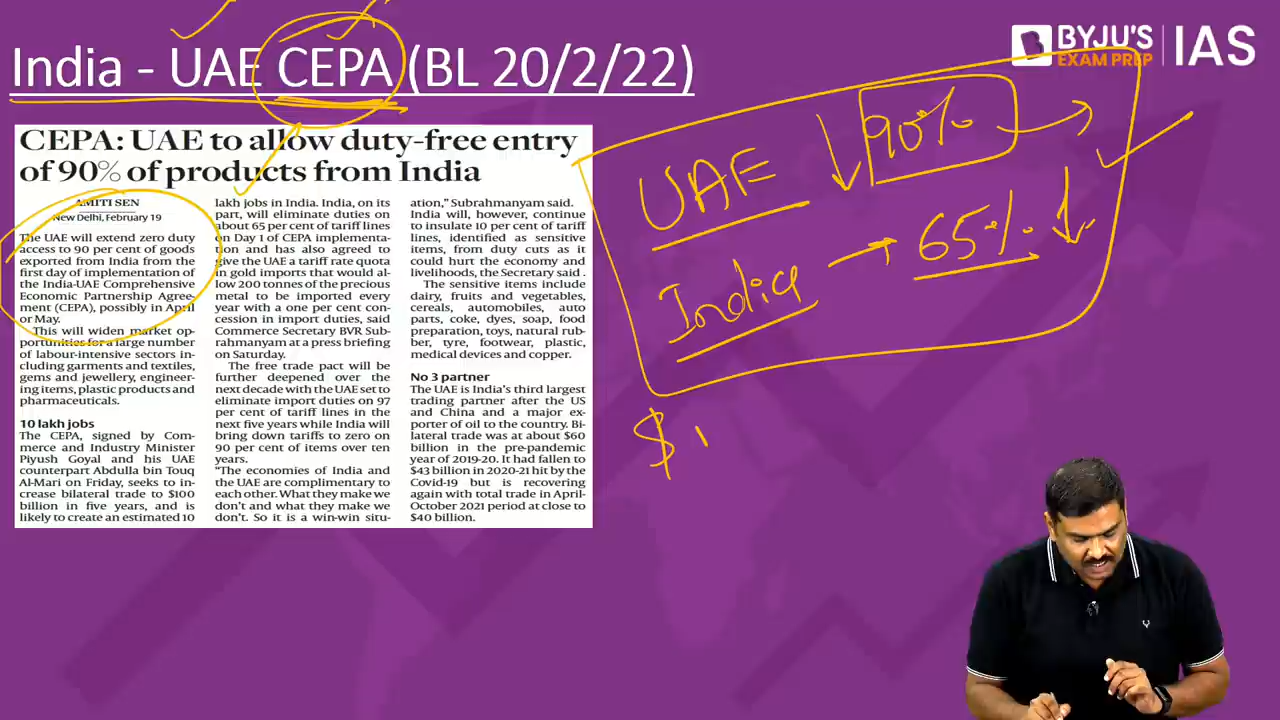 India - UAE CEPA (BL 20/2/22)
BYJU'S
EXAM PREP
IAS
CEPA: UAE to allow duty-free entry
of 90% of products from India
AMITI SEN
New Delhi, February 19
The UAE will extend zero duty
access to 90 per cent of goods
exported from India from the
first day of implementation of
the India-UAE Comprehensive
Economic Partnership Agree-
ment (CEPA), possibly in April
or May.
This will widen market op-
portunities for a large number
of labour-intensive sectors in-
cluding garments and textiles,
gems and jewellery, engineer-
ing items, plastic products and
pharmaceuticals.
10 lakh jobs
The CEPA, signed by Com-
merce and Industry Minister
Piyush Goyal and his UAE
counterpart Abdulla bin Touq
Al-Mari on Friday, seeks to in-
crease bilateral trade to $100
billion in five years, and is
likely to create an estimated 10
lakh jobs in India. India, on its
part, will eliminate duties on
about 65 per cent of tariff lines
on Day 1 of CEPA implementa-
tion and has also agreed to
give the UAE a tariff rate quota
in gold imports that would al-
low 200 tonnes of the precious
metal to be imported every
year with a one per cent con-
cession in import duties, said
Commerce Secretary BVR Sub-
rahmanyam at a press briefing
on Saturday.
The free trade pact will be
further deepened over the
next decade with the UAE set to
eliminate import duties on 97
per cent of tariff lines in the
next five years while India will
bring down tariffs to zero on
90 per cent of items over ten
years.
"The economies of India and
the UAE are complimentary to
each other. What they make we
don't and what they make we
don't. So it is a win-win situ-
ation," Subrahmanyam said.
India will, however, continue
to insulate 10 per cent of tariff
lines, identified as sensitive
items, from duty cuts as it
could hurt the economy and
livelihoods, the Secretary said .
The sensitive items include
dairy, fruits and vegetables,
cereals, automobiles, auto
parts, coke, dyes, soap, food
preparation, toys, natural rub-
ber, tyre, footwear, plastic,
medical devices and copper.
No 3 partner
The UAE is India's third largest
trading partner after the US
and China and a major ex-
porter of oil to the country. Bi-
lateral trade was at about $60
billion in the pre-pandemic
year of 2019-20. It had fallen to
$43 billion in 2020-21 hit by the
Covid-19 but is recovering
again with total trade in April-
October 2021 period at close to
$40 billion.
UAE ↓ 90% →
India → 65% ↓
$